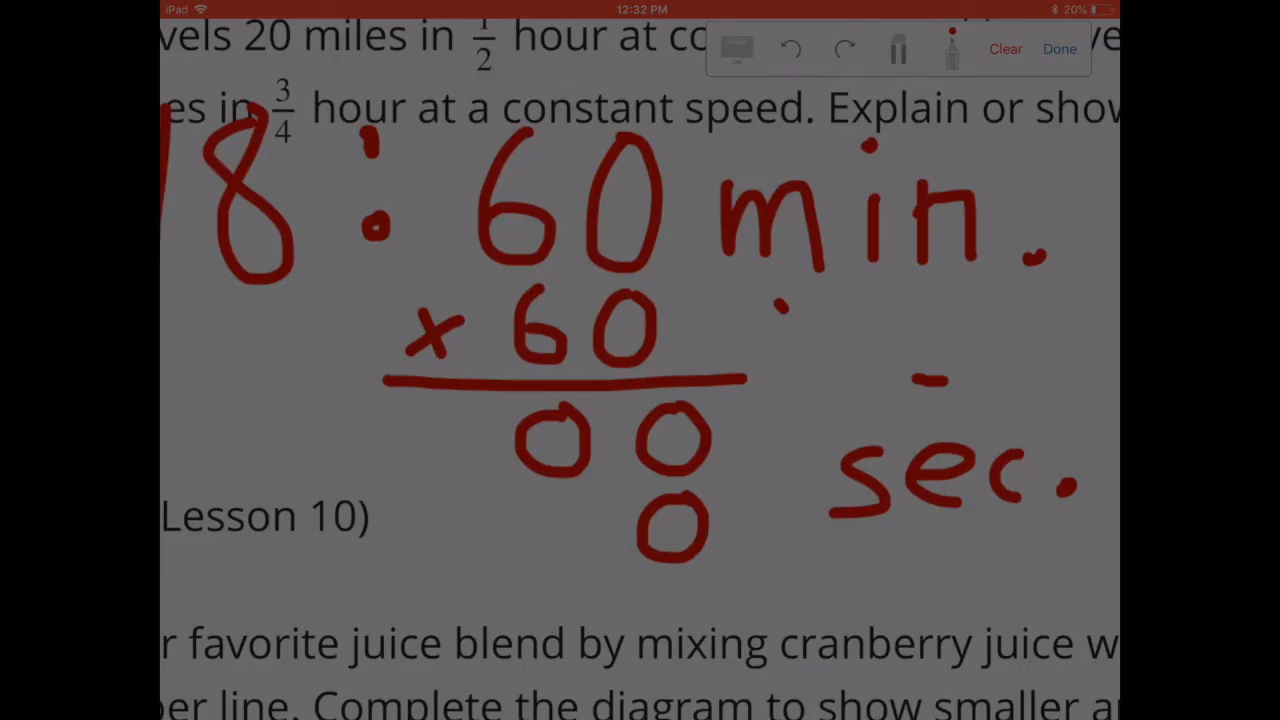 iPad 12:32 PM 20%
vels 20 miles in 1/2 hour at
Clear Done
es in 3/4 hour at a constant speed. Explain or show
18 : 60 min.
× 60
00
sec.
0
Lesson 10)
r favorite juice blend by mixing cranberry juice w
per line. Complete the diagram to show smaller